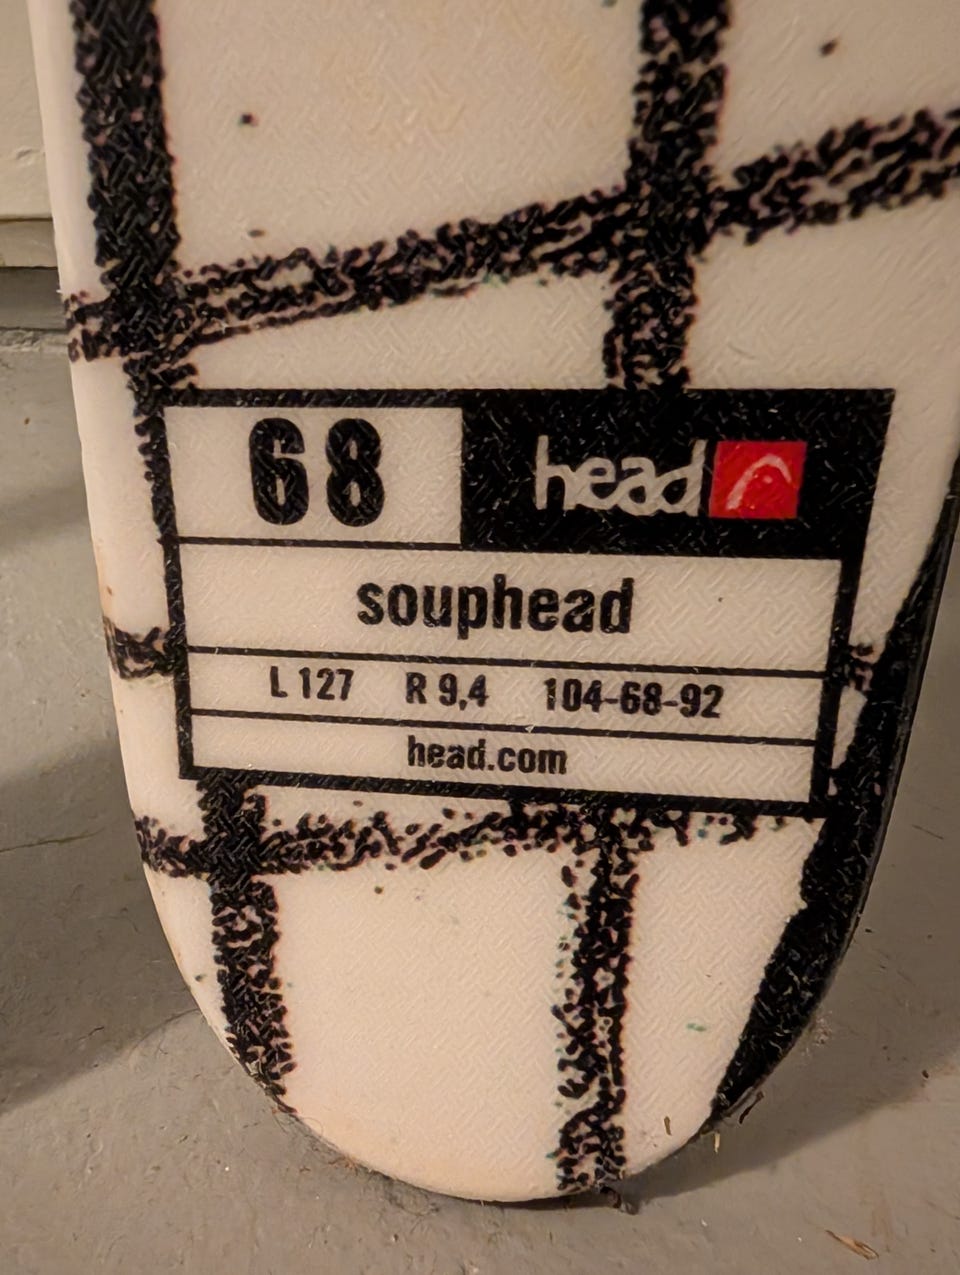 68 head
souphead
L 127 R 9,4 104-68-92
head.com